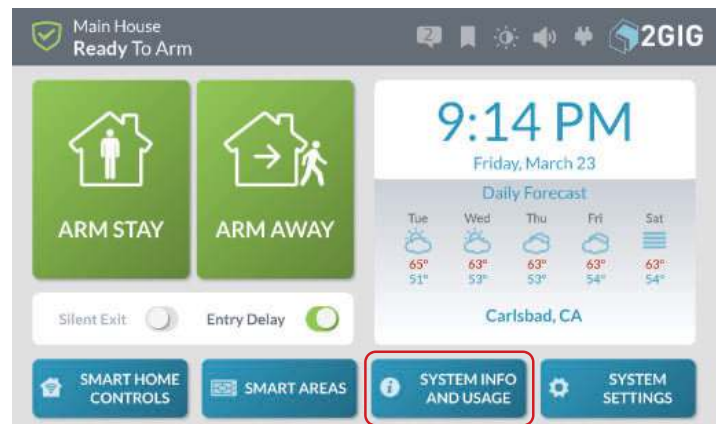 Main House
Ready To Arm
2
2GIG
ARM STAY
ARM AWAY
Silent Exit
Entry Delay
9:14 PM
Friday, March 23
Daily Forecast
Tue Wed Thu Fri Sat
65° 63° 63° 63° 63°
51° 53° 53° 54° 54°
Carlsbad, CA
SMART HOME
CONTROLS
SMART AREAS
SYSTEM INFO
AND USAGE
SYSTEM
SETTINGS